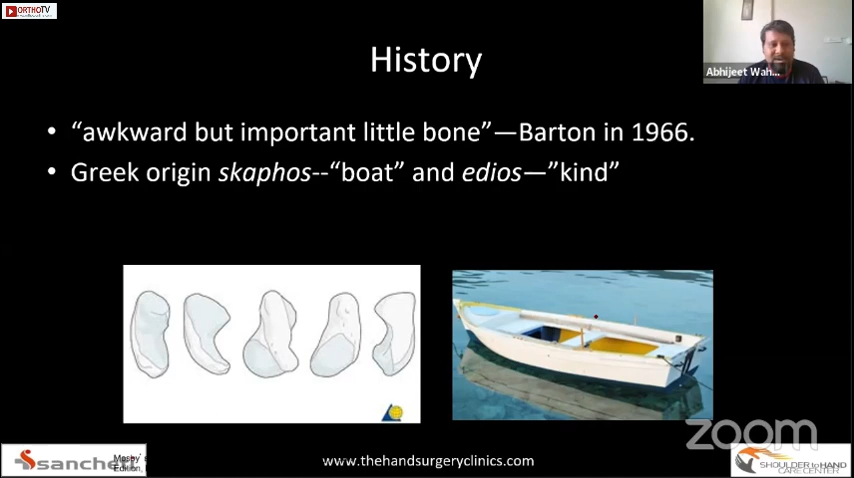 ORTHOTV
History
Abhijeet Wah...
• “awkward but important little bone”—Barton in 1966.
• Greek origin skaphos--“boat” and edios—”kind”
zoom
sancheti
Mosby' s
Edition,
www.thehandsurgeryclinics.com
SHOULDER to HAND
CARE CENTER